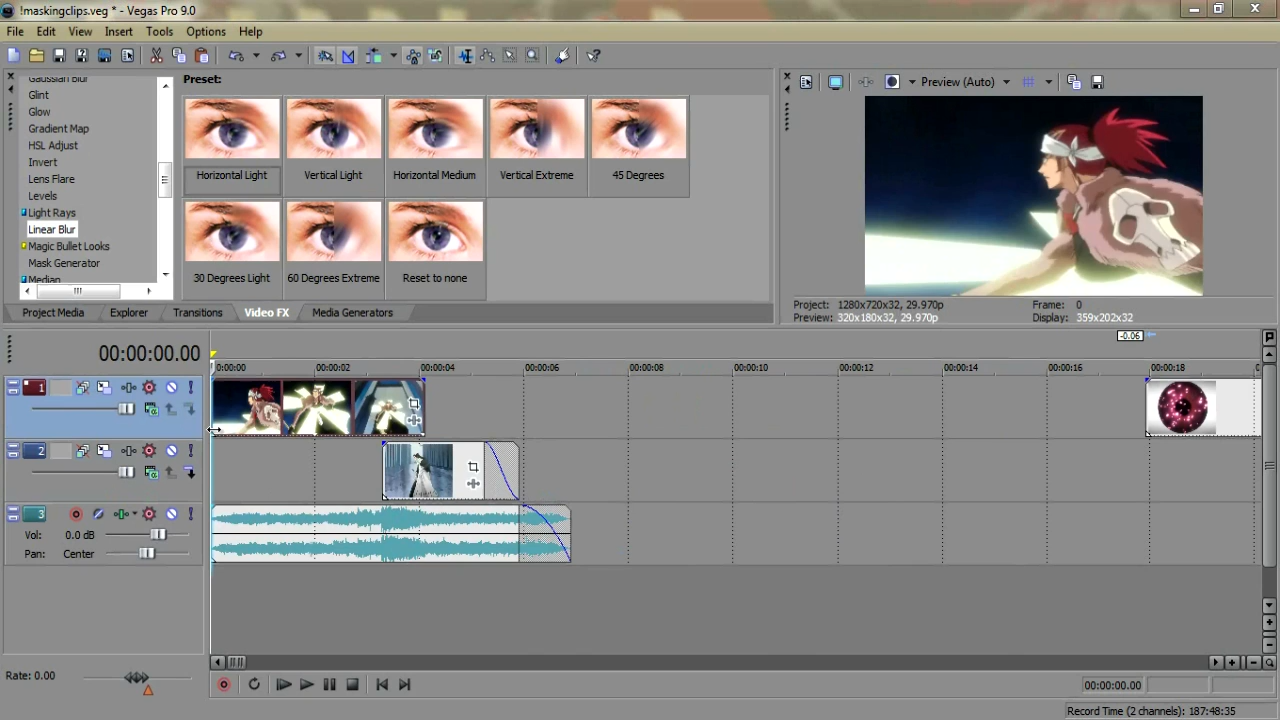 !maskingclips.veg * - Vegas Pro 9.0
File Edit View Insert Tools Options Help
Gaussian Blur
Glint
Glow
Gradient Map
HSL Adjust
Invert
Lens Flare
Levels
Light Rays
Linear Blur
Magic Bullet Looks
Mask Generator
Median
Preset:
Horizontal Light Vertical Light Horizontal Medium Vertical Extreme 45 Degrees
30 Degrees Light 60 Degrees Extreme Reset to none
Project Media Explorer Transitions Video FX Media Generators
Preview (Auto)
Project: 1280x720x32, 29.970p Frame: 0
Preview: 320x180x32, 29.970p Display: 359x202x32
-0.06
00:00:00.00
0:00:00 00:00:02 00:00:04 00:00:06 00:00:08 00:00:10 00:00:12 00:00:14 00:00:16 00:00:18
1
2
3
Vol: 0.0 dB
Pan: Center
Rate: 0.00
00:00:00.00
Record Time (2 channels): 187:48:35